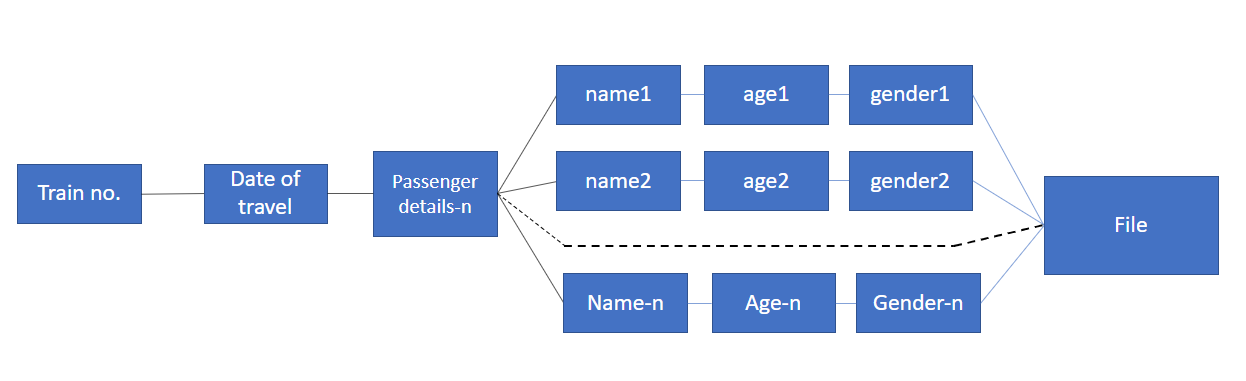 Train no.
Date of
travel
Passenger
details-n
name1
age1
gender1
name2
age2
gender2
Name-n
Age-n
Gender-n
File